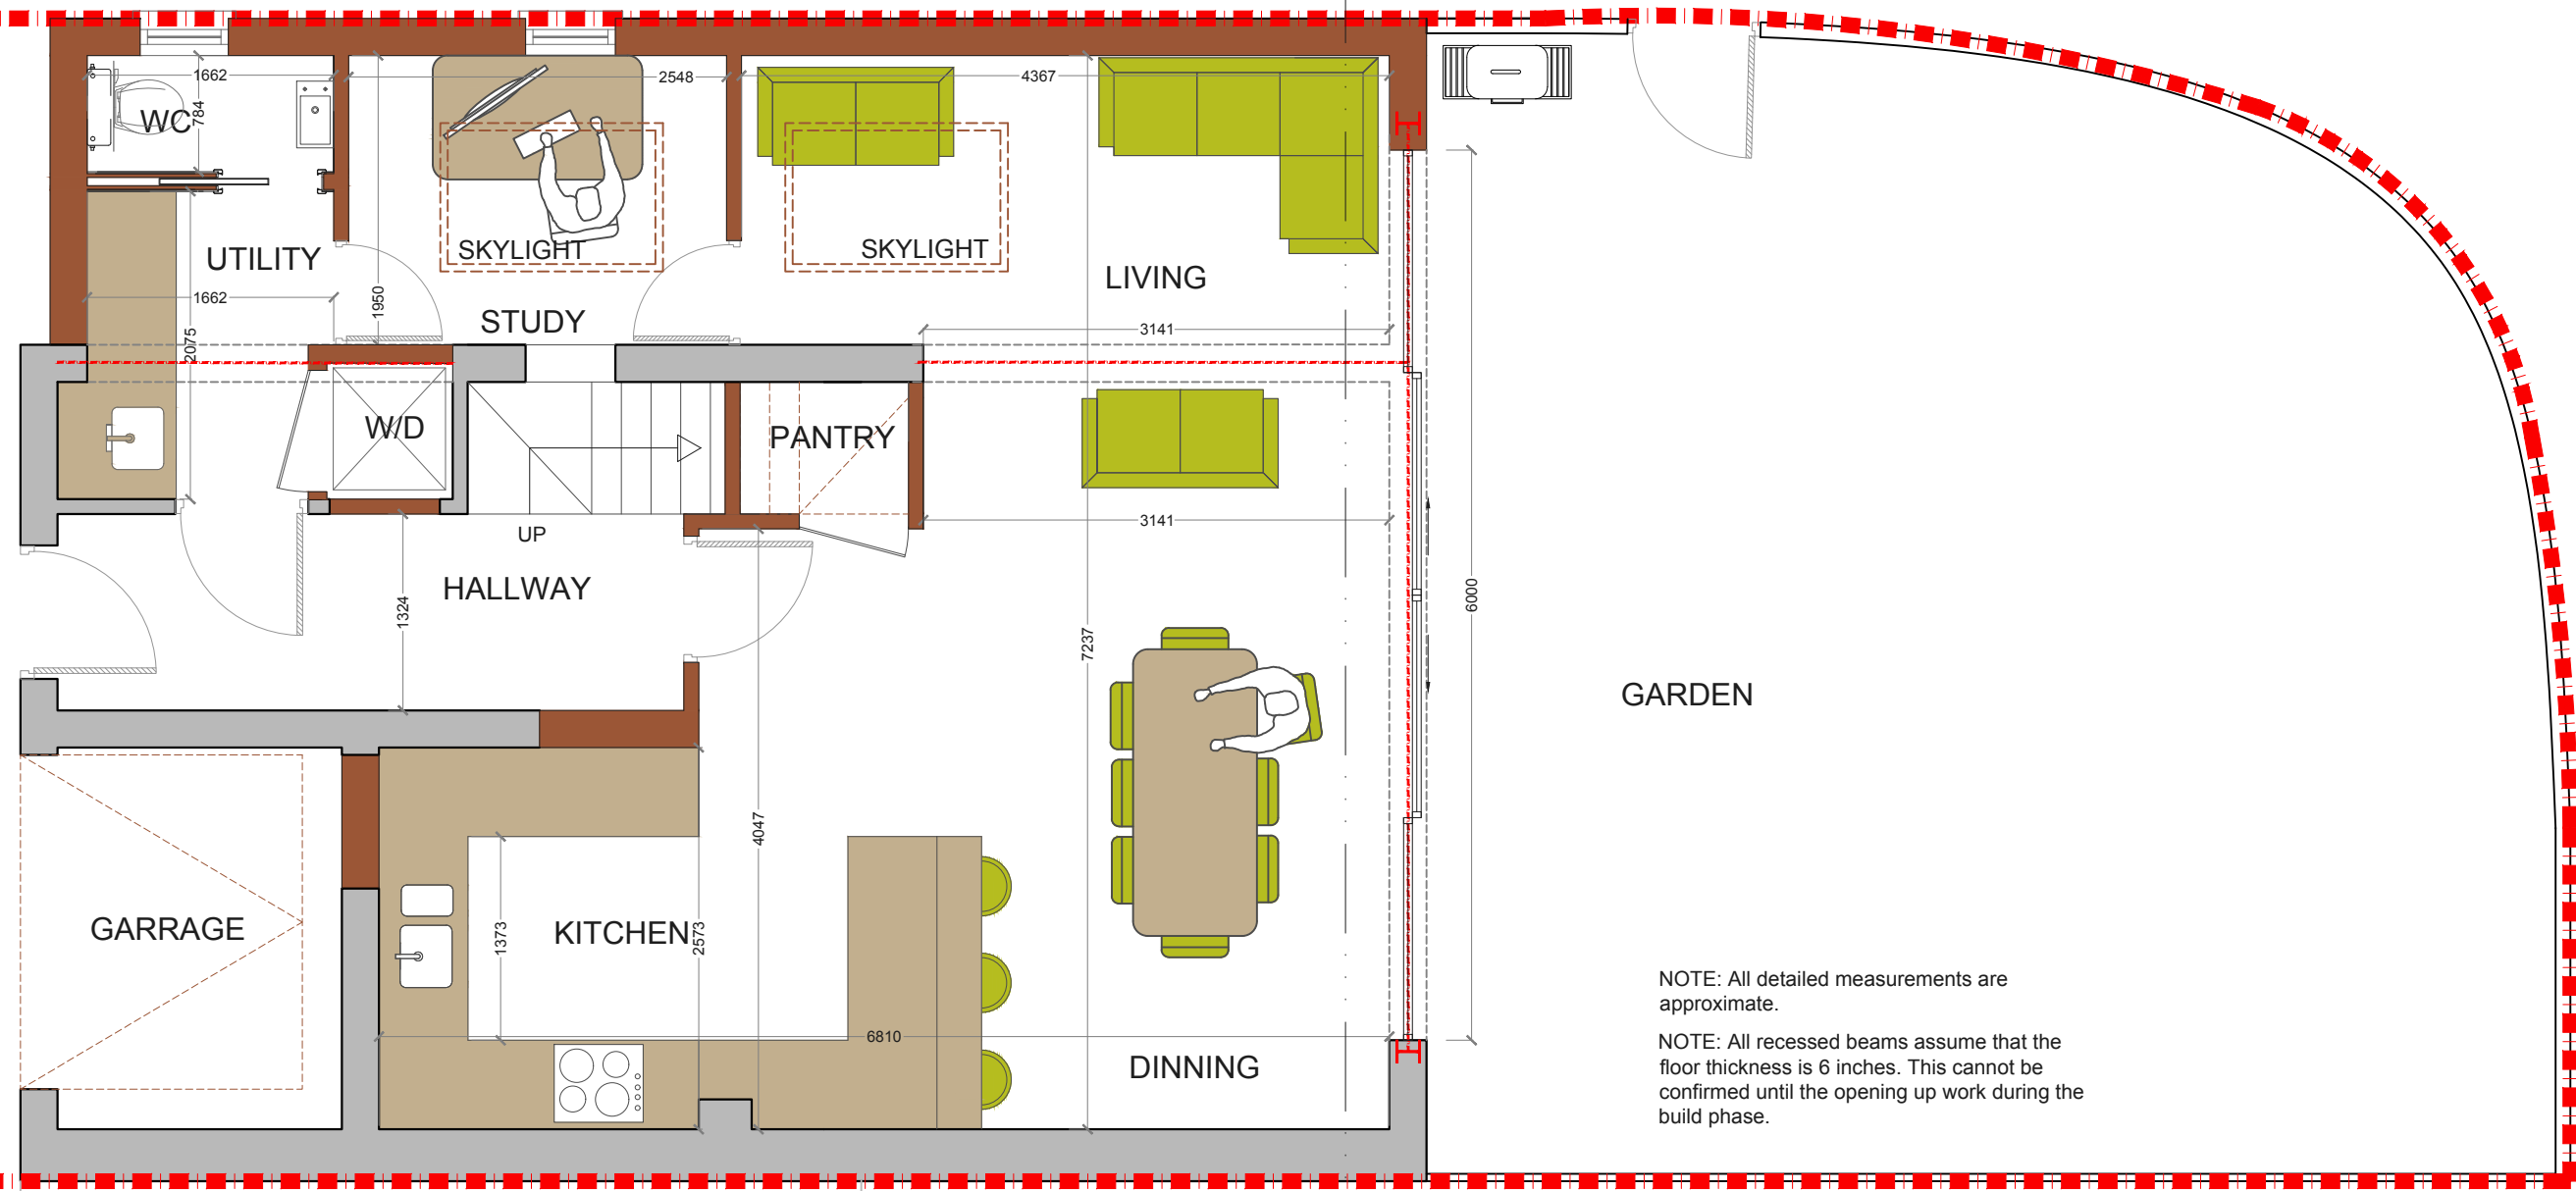 1662
2548
4367
WC
784
SKYLIGHT
SKYLIGHT
UTILITY
LIVING
1662
1950
STUDY
2075
3141
W/D
PANTRY
3141
UP
HALLWAY
1324
6000
7237
GARDEN
4047
GARRAGE
1373
KITCHEN
2573
6810
DINNING
NOTE: All detailed measurements are
approximate.
NOTE: All recessed beams assume that the
floor thickness is 6 inches. This cannot be
confirmed until the opening up work during the
build phase.